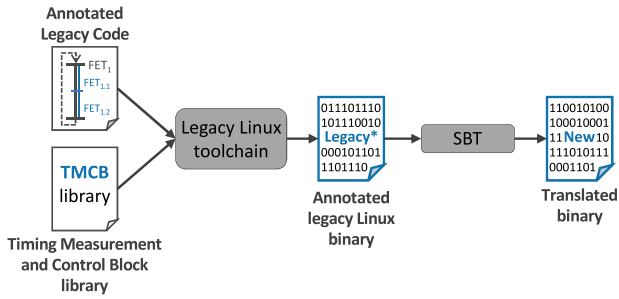 Annotated
Legacy Code
FET1
FET1.1
FET1.2
TMCB
library
Timing Measurement
and Control Block
library
Legacy Linux
toolchain
011101110
101110010
Legacy*
000101101
1101110
Annotated
legacy Linux
binary
SBT
110010100
100010001
11New10
111010111
0001101
Translated
binary